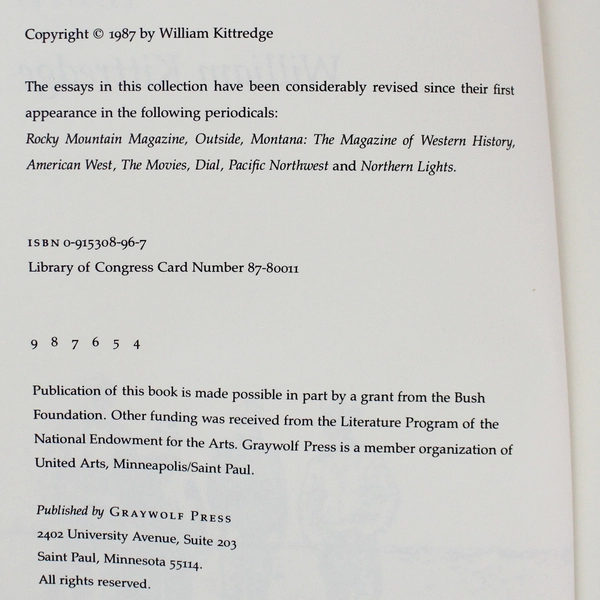 Copyright © 1987 by William Kittredge
The essays in this collection have been considerably revised since their first
appearance in the following periodicals:
Rocky Mountain Magazine, Outside, Montana: The Magazine of Western History,
American West, The Movies, Dial, Pacific Northwest and Northern Lights.
ISBN 0-915308-96-7
Library of Congress Card Number 87-80011
9 8 7 6 5 4
Publication of this book is made possible in part by a grant from the Bush
Foundation. Other funding was received from the Literature Program of the
National Endowment for the Arts. Graywolf Press is a member organization of
United Arts, Minneapolis/Saint Paul.
Published by GRAYWOLF PRESS
2402 University Avenue, Suite 203
Saint Paul, Minnesota 55114.
All rights reserved.